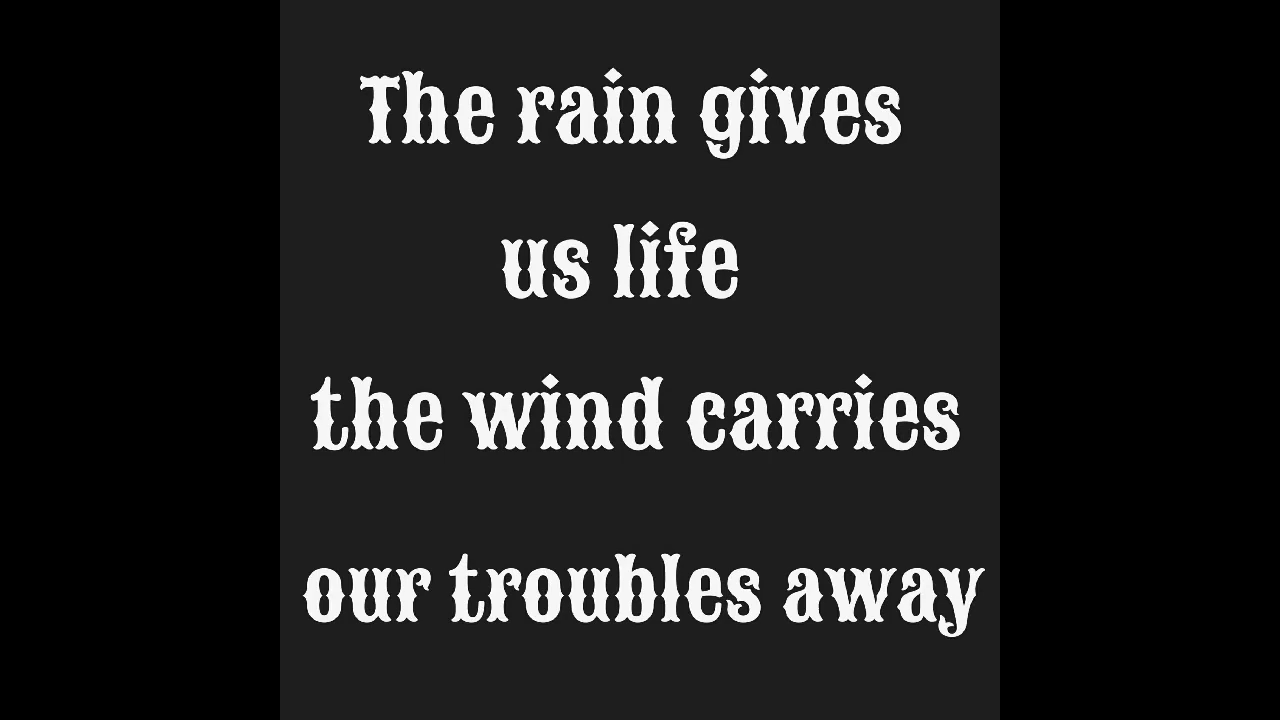 The rain gives
us life
the wind carries
our troubles away